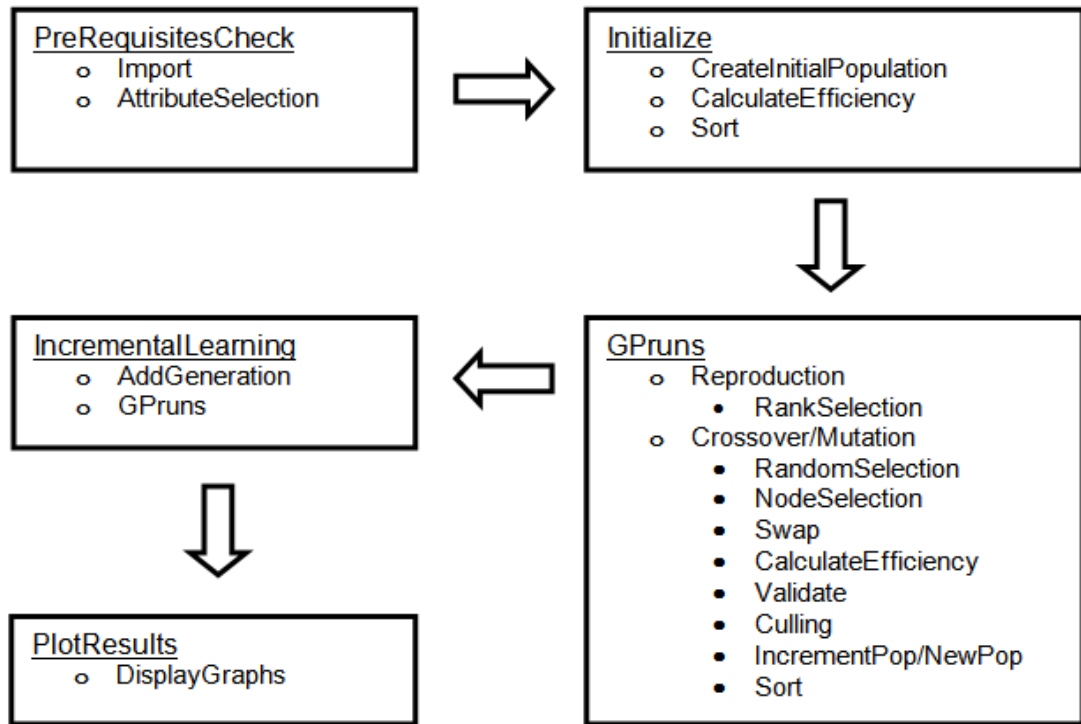 PreRequisitesCheck
o Import
o AttributeSelection
Initialize
o CreateInitialPopulation
o CalculateEfficiency
o Sort
GPruns
o Reproduction
• RankSelection
o Crossover/Mutation
• RandomSelection
• NodeSelection
• Swap
• CalculateEfficiency
• Validate
• Culling
• IncrementPop/NewPop
• Sort
IncrementalLearning
o AddGeneration
o GPruns
PlotResults
o DisplayGraphs